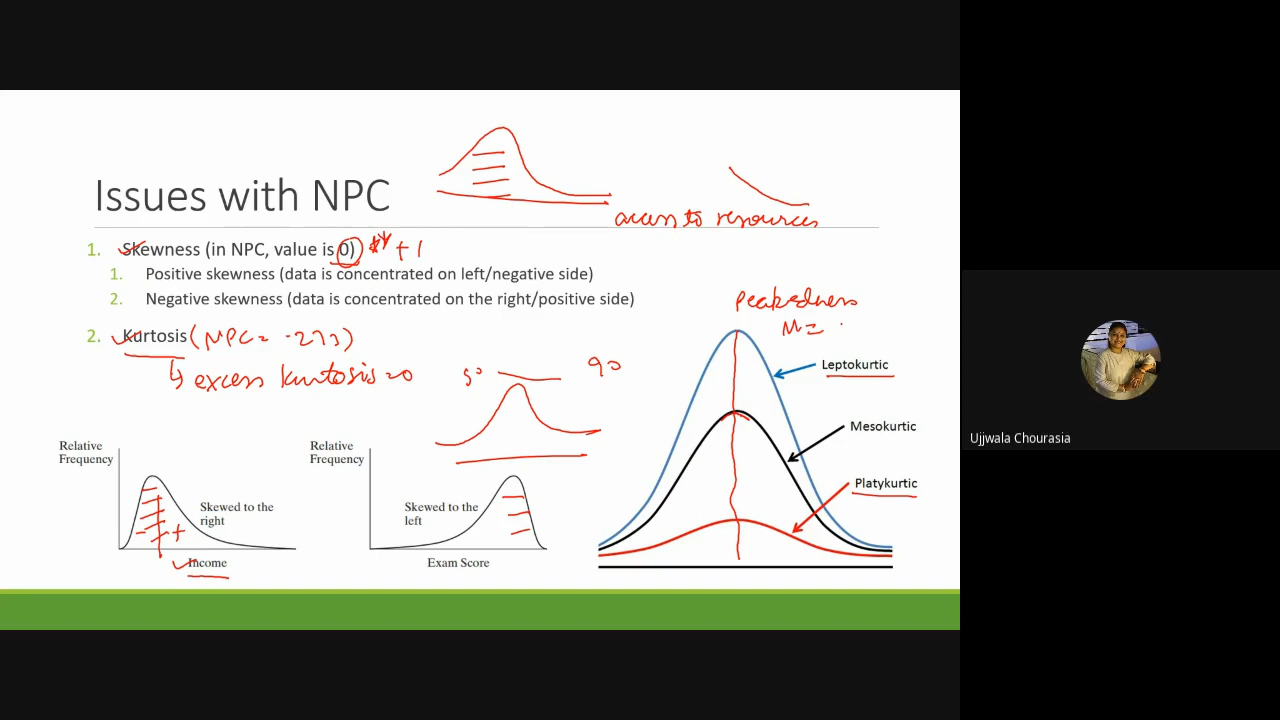 Issues with NPC
access to resources
1. Skewness (in NPC, value is 0) + 1
1. Positive skewness (data is concentrated on left/negative side)
2. Negative skewness (data is concentrated on the right/positive side)
2. Kurtosis (NPC = .273)
↳ excess kurtosis = 0
50 90
Peakedness
M =
Leptokurtic
Mesokurtic
Platykurtic
Relative
Frequency
Skewed to the
right
+
Income
Relative
Frequency
Skewed to the
left
Exam Score
Ujjwala Chourasia